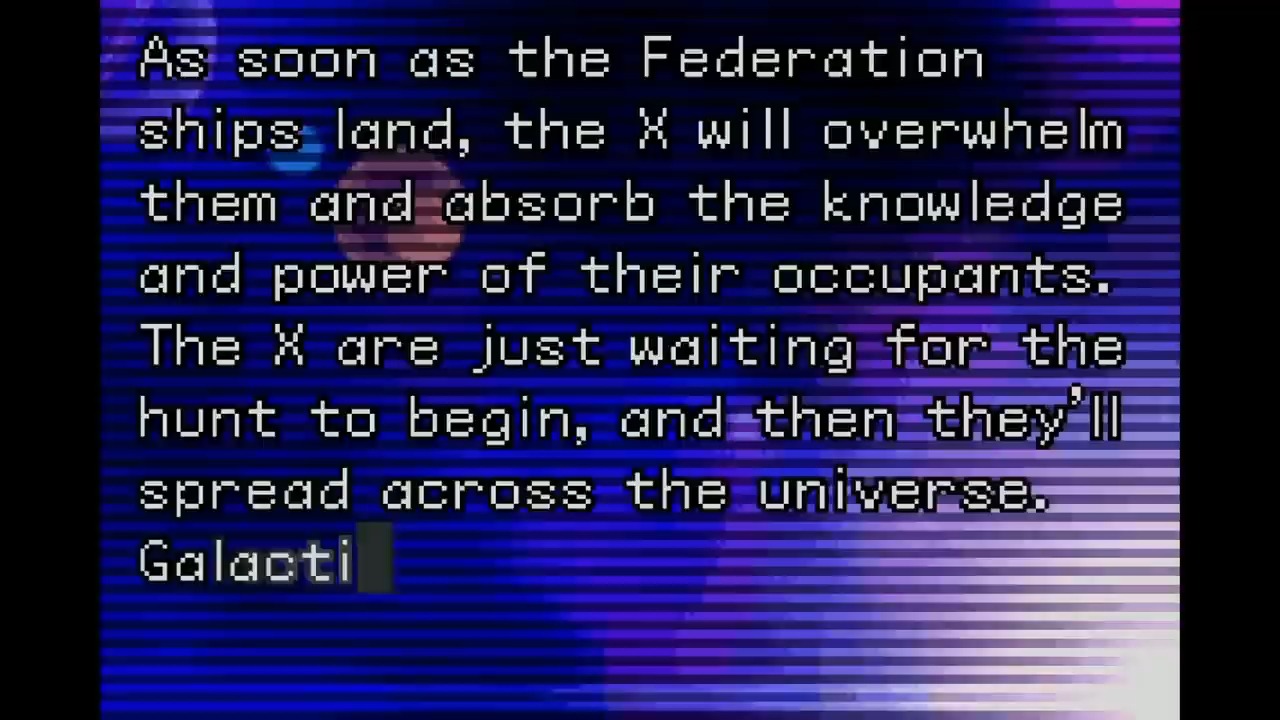 As soon as the Federation
ships land, the X will overwhelm
them and absorb the knowledge
and power of their occupants.
The X are just waiting for the
hunt to begin, and then they'll
spread across the universe.
Galacti